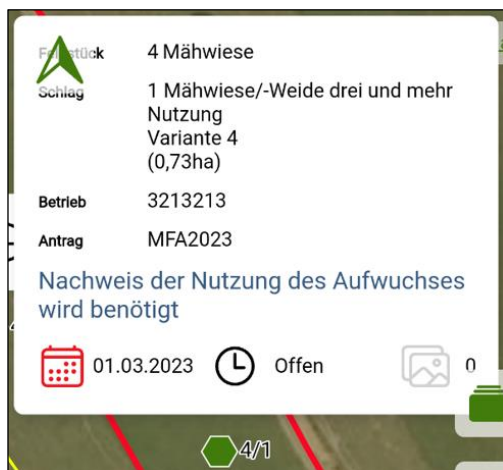 Feldstück 4 Mähwiese
Schlag 1 Mähwiese/-Weide drei und mehr
Nutzung
Variante 4
(0,73ha)
Betrieb 3213213
Antrag MFA2023
Nachweis der Nutzung des Aufwuchses
wird benötigt
01.03.2023 Offen 0
4/1